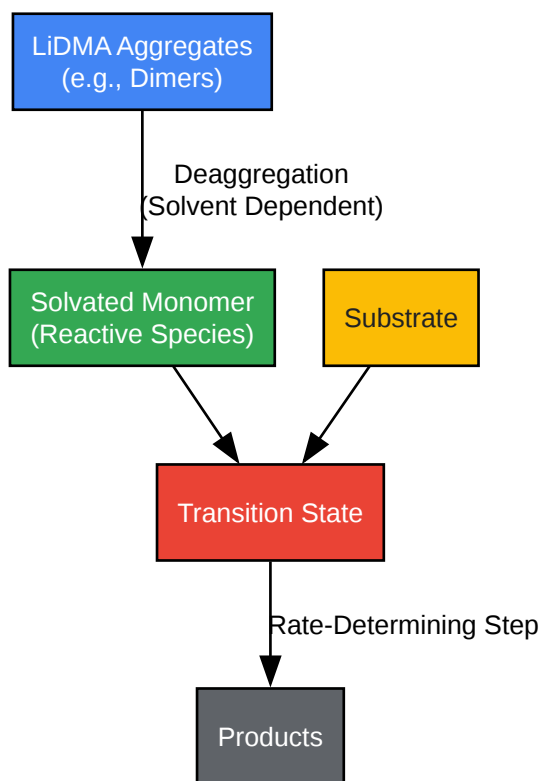 LiDMA Aggregates
(e.g., Dimers)
Deaggregation
(Solvent Dependent)
Solvated Monomer
(Reactive Species)
Substrate
Transition State
Rate-Determining Step
Products